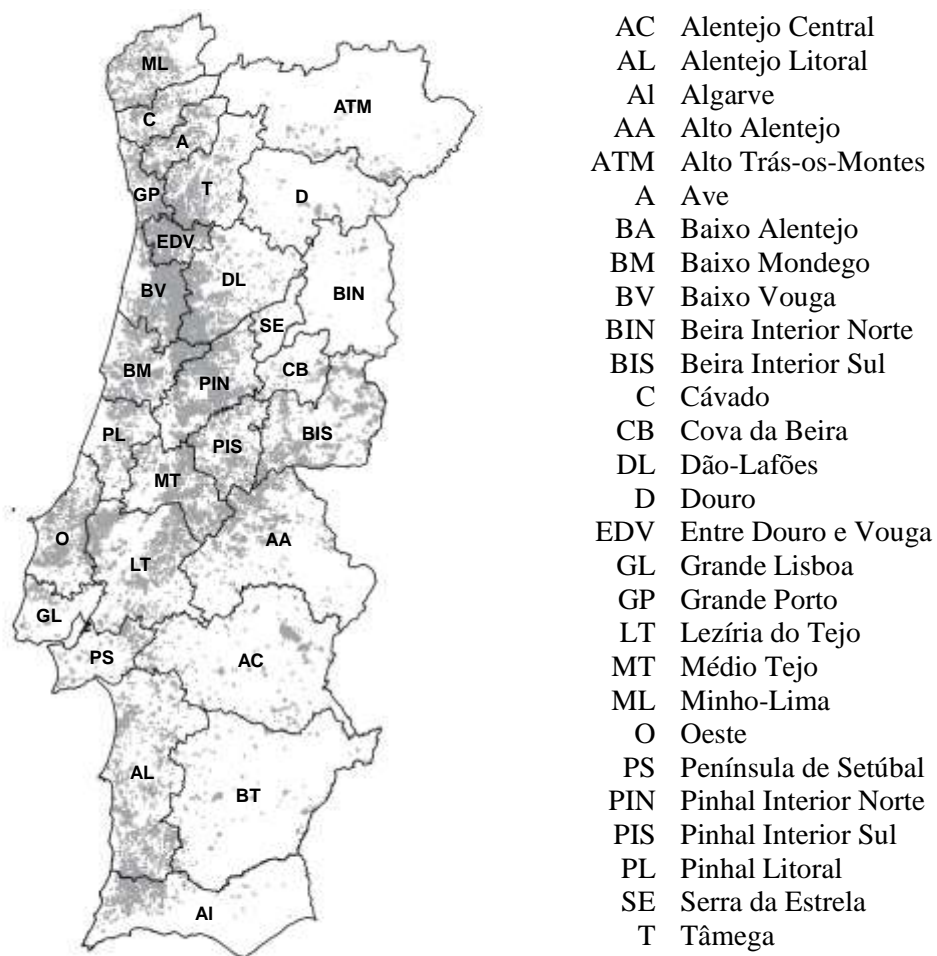 AC Alentejo Central
AL Alentejo Litoral
Al Algarve
AA Alto Alentejo
ATM Alto Trás-os-Montes
A Ave
BA Baixo Alentejo
BM Baixo Mondego
BV Baixo Vouga
BIN Beira Interior Norte
BIS Beira Interior Sul
C Cávado
CB Cova da Beira
DL Dão-Lafões
D Douro
EDV Entre Douro e Vouga
GL Grande Lisboa
GP Grande Porto
LT Lezíria do Tejo
MT Médio Tejo
ML Minho-Lima
O Oeste
PS Península de Setúbal
PIN Pinhal Interior Norte
PIS Pinhal Interior Sul
PL Pinhal Litoral
SE Serra da Estrela
T Tâmega
ML
ATM
C
A
GP
T
D
EDV
DL
BV
BIN
SE
BM
PIN
CB
PL
PIS
BIS
MT
O
LT
AA
GL
PS
AC
AL
BT
Al